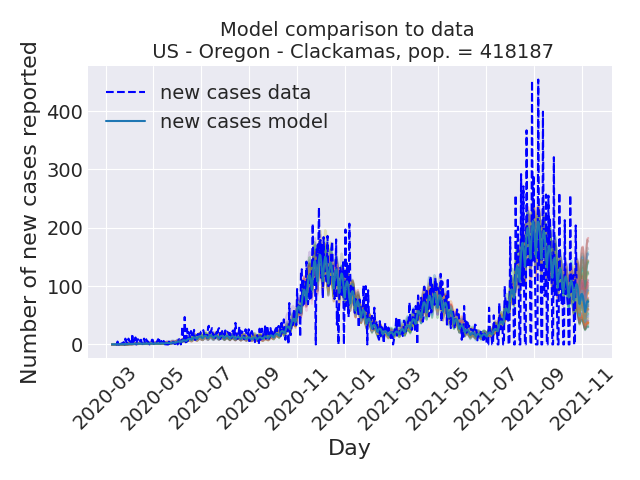 Model comparison to data
US - Oregon - Clackamas, pop. = 418187
Number of new cases reported
400
300
200
100
0
new cases data
new cases model
2020-03
2020-05
2020-07
2020-09
2020-11
2021-01
2021-03
2021-05
2021-07
2021-09
2021-11
Day